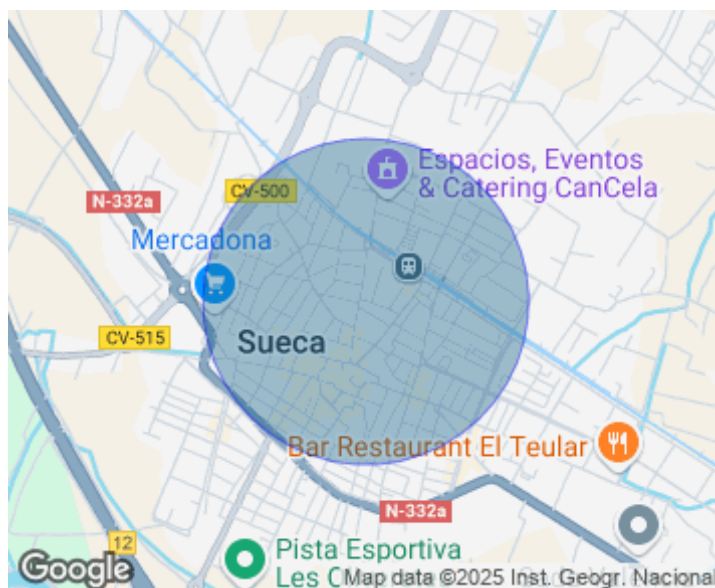 Espacios, Eventos
& Catering CanCela
CV-500
N-332a
Mercadona
CV-515
Sueca
Bar Restaurant El Teular
N-332a
12
Pista Esportiva
Les
Google
Map data ©2025 Inst. Geogr. Nacional